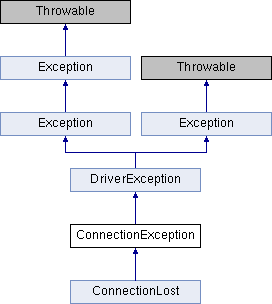 Throwable
Exception
Throwable
Exception
Exception
DriverException
ConnectionException
ConnectionLost